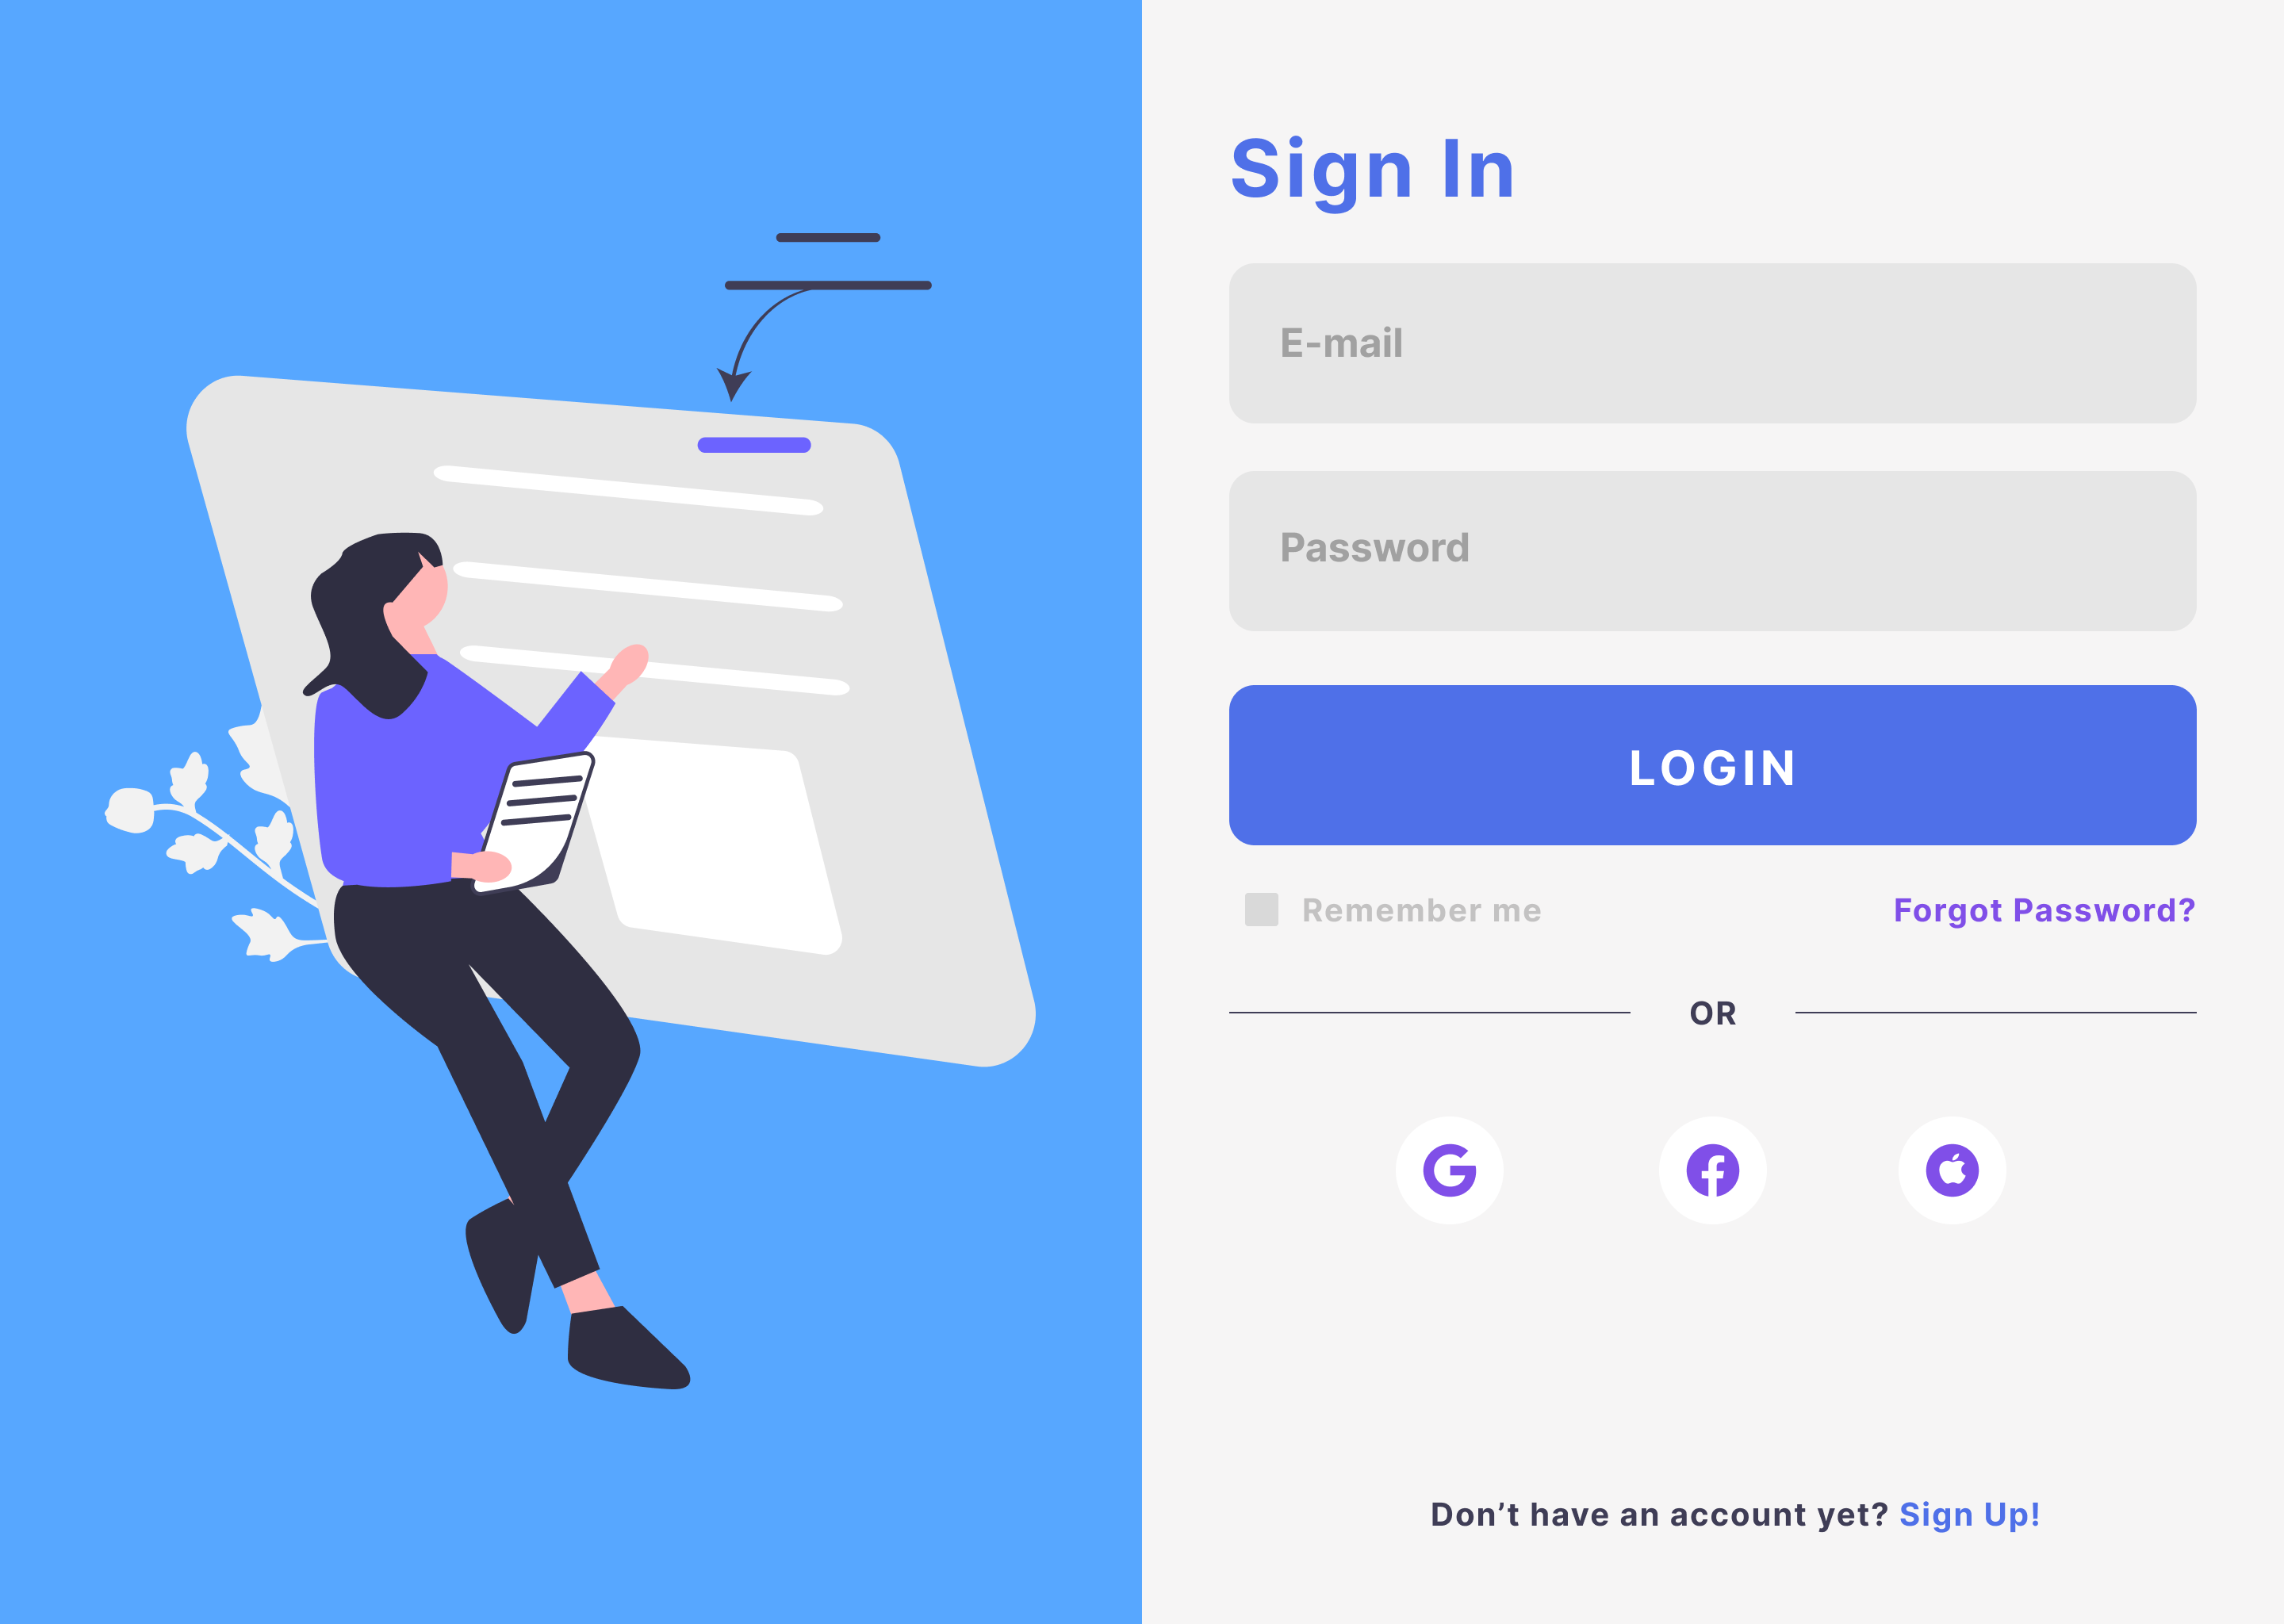 Sign In
E-mail
Password
LOGIN
Remember me
Forgot Password?
OR
Don’t have an account yet? Sign Up!